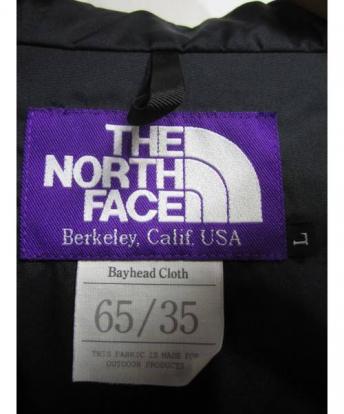 THE
NORTH
FACE
Berkeley, Calif. USA
L
Bayhead Cloth
65/35
THIS FABRIC IS MADE FOR
OUTDOOR PRODUCTS